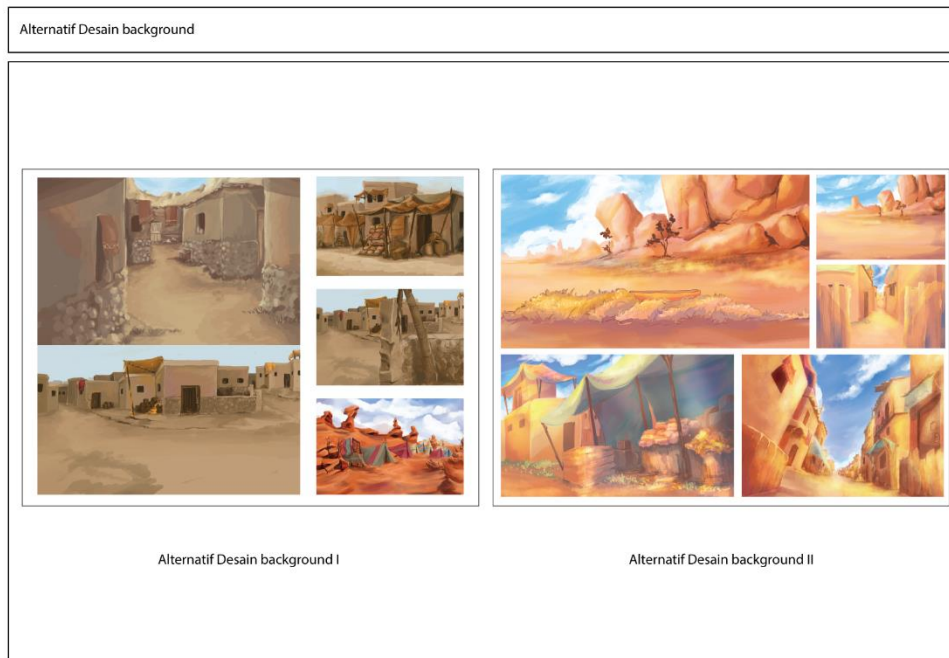 Alternatif Desain background
Alternatif Desain background I
Alternatif Desain background II